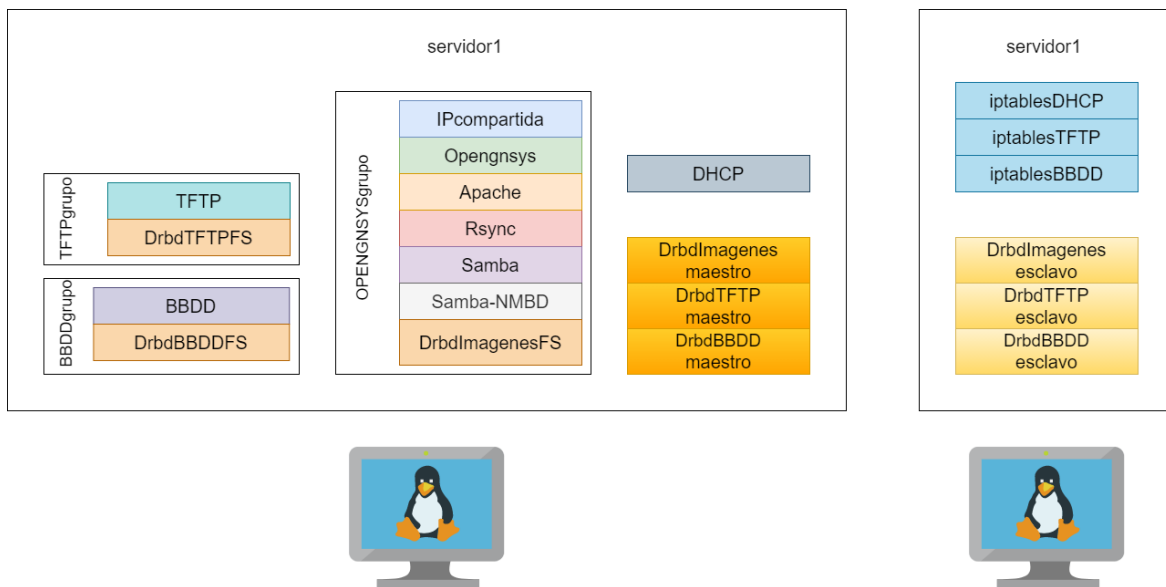 servidor1
TFTPgrupo
TFTP
DrbdTFTPFS
BBDDgrupo
BBDD
DrbdBBDDFS
OPENGNSYSgrupo
IPcompartida
Opengnsys
Apache
Rsync
Samba
Samba-NMBD
DrbdImagenesFS
DHCP
DrbdImagenes
maestro
DrbdTFTP
maestro
DrbdBBDD
maestro
servidor1
iptablesDHCP
iptablesTFTP
iptablesBBDD
DrbdImagenes
esclavo
DrbdTFTP
esclavo
DrbdBBDD
esclavo